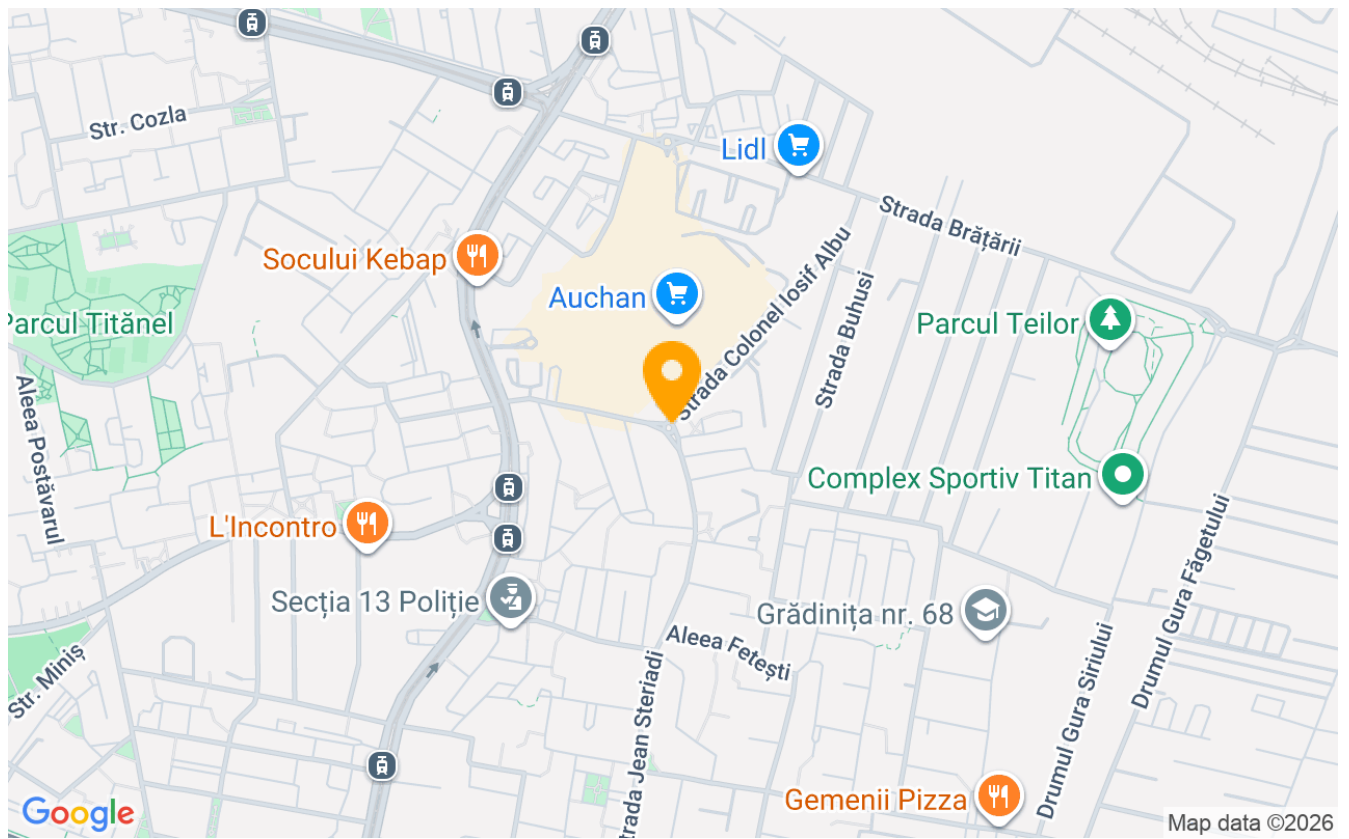 Str. Cozla
Lidl
Strada Brățării
Socului Kebap
Auchan
Strada Colonel Iosif Albu
Strada Buhusi
Parcul Teilor
Parcul Titănel
Aleea Postăvarul
Complex Sportiv Titan
L'Incontro
Secția 13 Poliție
Grădinița nr. 68
Drumul Gura Făgetului
Aleea Fetești
Str. Miniș
Strada Jean Steriadi
Drumul Gura Siriului
Gemenii Pizza
Google
Map data ©2026